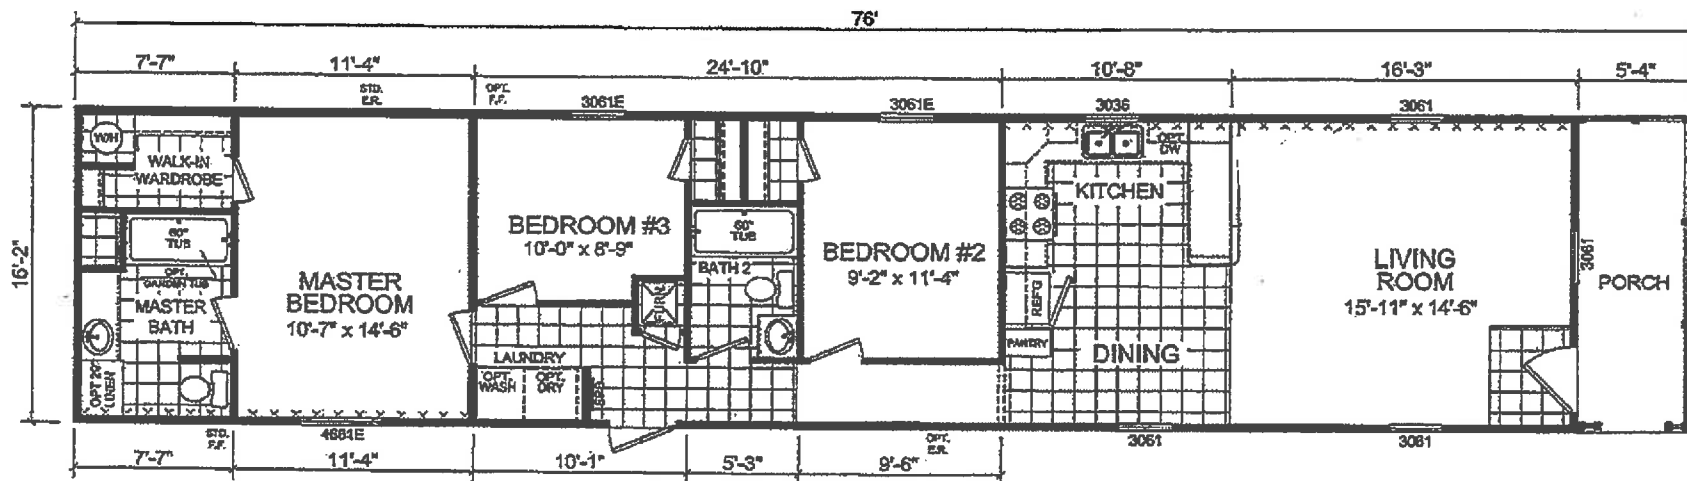 76'
7'-7" 11'-4" 24'-10" 10'-8" 16'-3" 5'-4"
STD. E.R.
OPT. F.F.
3061E
3061E
3036
3061
16'-2"
W/H
WALK-IN
WARDROBE
60"
TUB
OPT.
GARDEN TUB
MASTER
BATH
MASTER
BEDROOM
10'-7" x 14'-6"
BEDROOM #3
10'-0" x 8'-9"
60"
TUB
BATH 2
BEDROOM #2
9'-2" x 11'-4"
OPT.
DW
KITCHEN
REFG
PANTRY
DINING
LIVING
ROOM
15'-11" x 14'-6"
3061
PORCH
LAUNDRY
OPT.
WASH
OPT.
DRY
STD.
F.F.
4661E
OPT.
E.R.
3061
3061
7'-7" 11'-4" 10'-1" 5'-3" 9'-6"